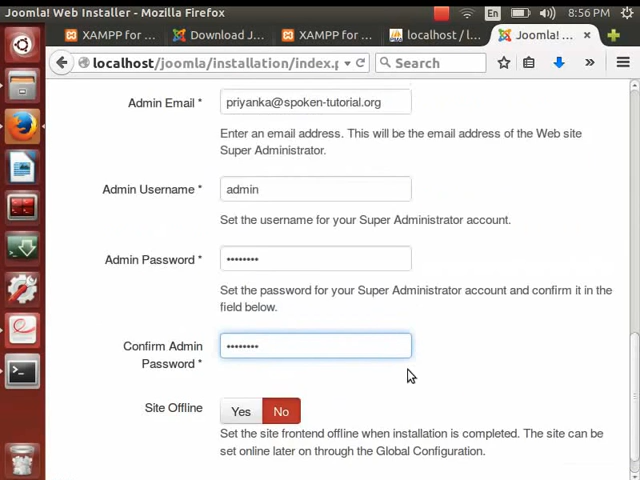 Joomla! Web Installer - Mozilla Firefox
En
8:56 PM
XAMPP for ...
Download J...
XAMPP for ...
localhost / l...
Joomla! ...
localhost/joomla/installation/index.p
Search
Admin Email *
priyanka@spoken-tutorial.org
Enter an email address. This will be the email address of the Web site
Super Administrator.
Admin Username *
admin
Set the username for your Super Administrator account.
Admin Password *
••••••••
Set the password for your Super Administrator account and confirm it in the
field below.
Confirm Admin
Password *
••••••••
Site Offline
Yes
No
Set the site frontend offline when installation is completed. The site can be
set online later on through the Global Configuration.